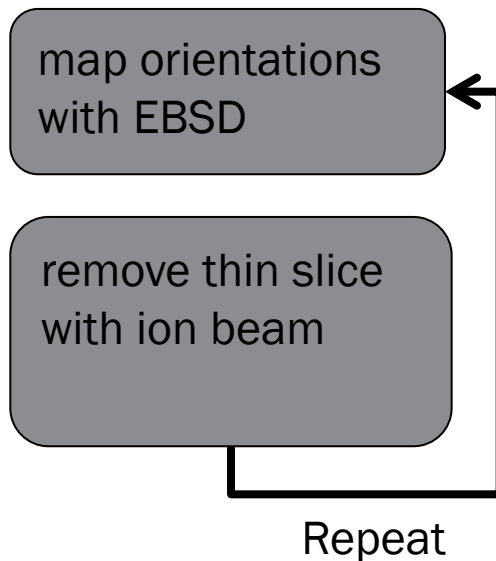 map orientations
with EBSD
remove thin slice
with ion beam
Repeat